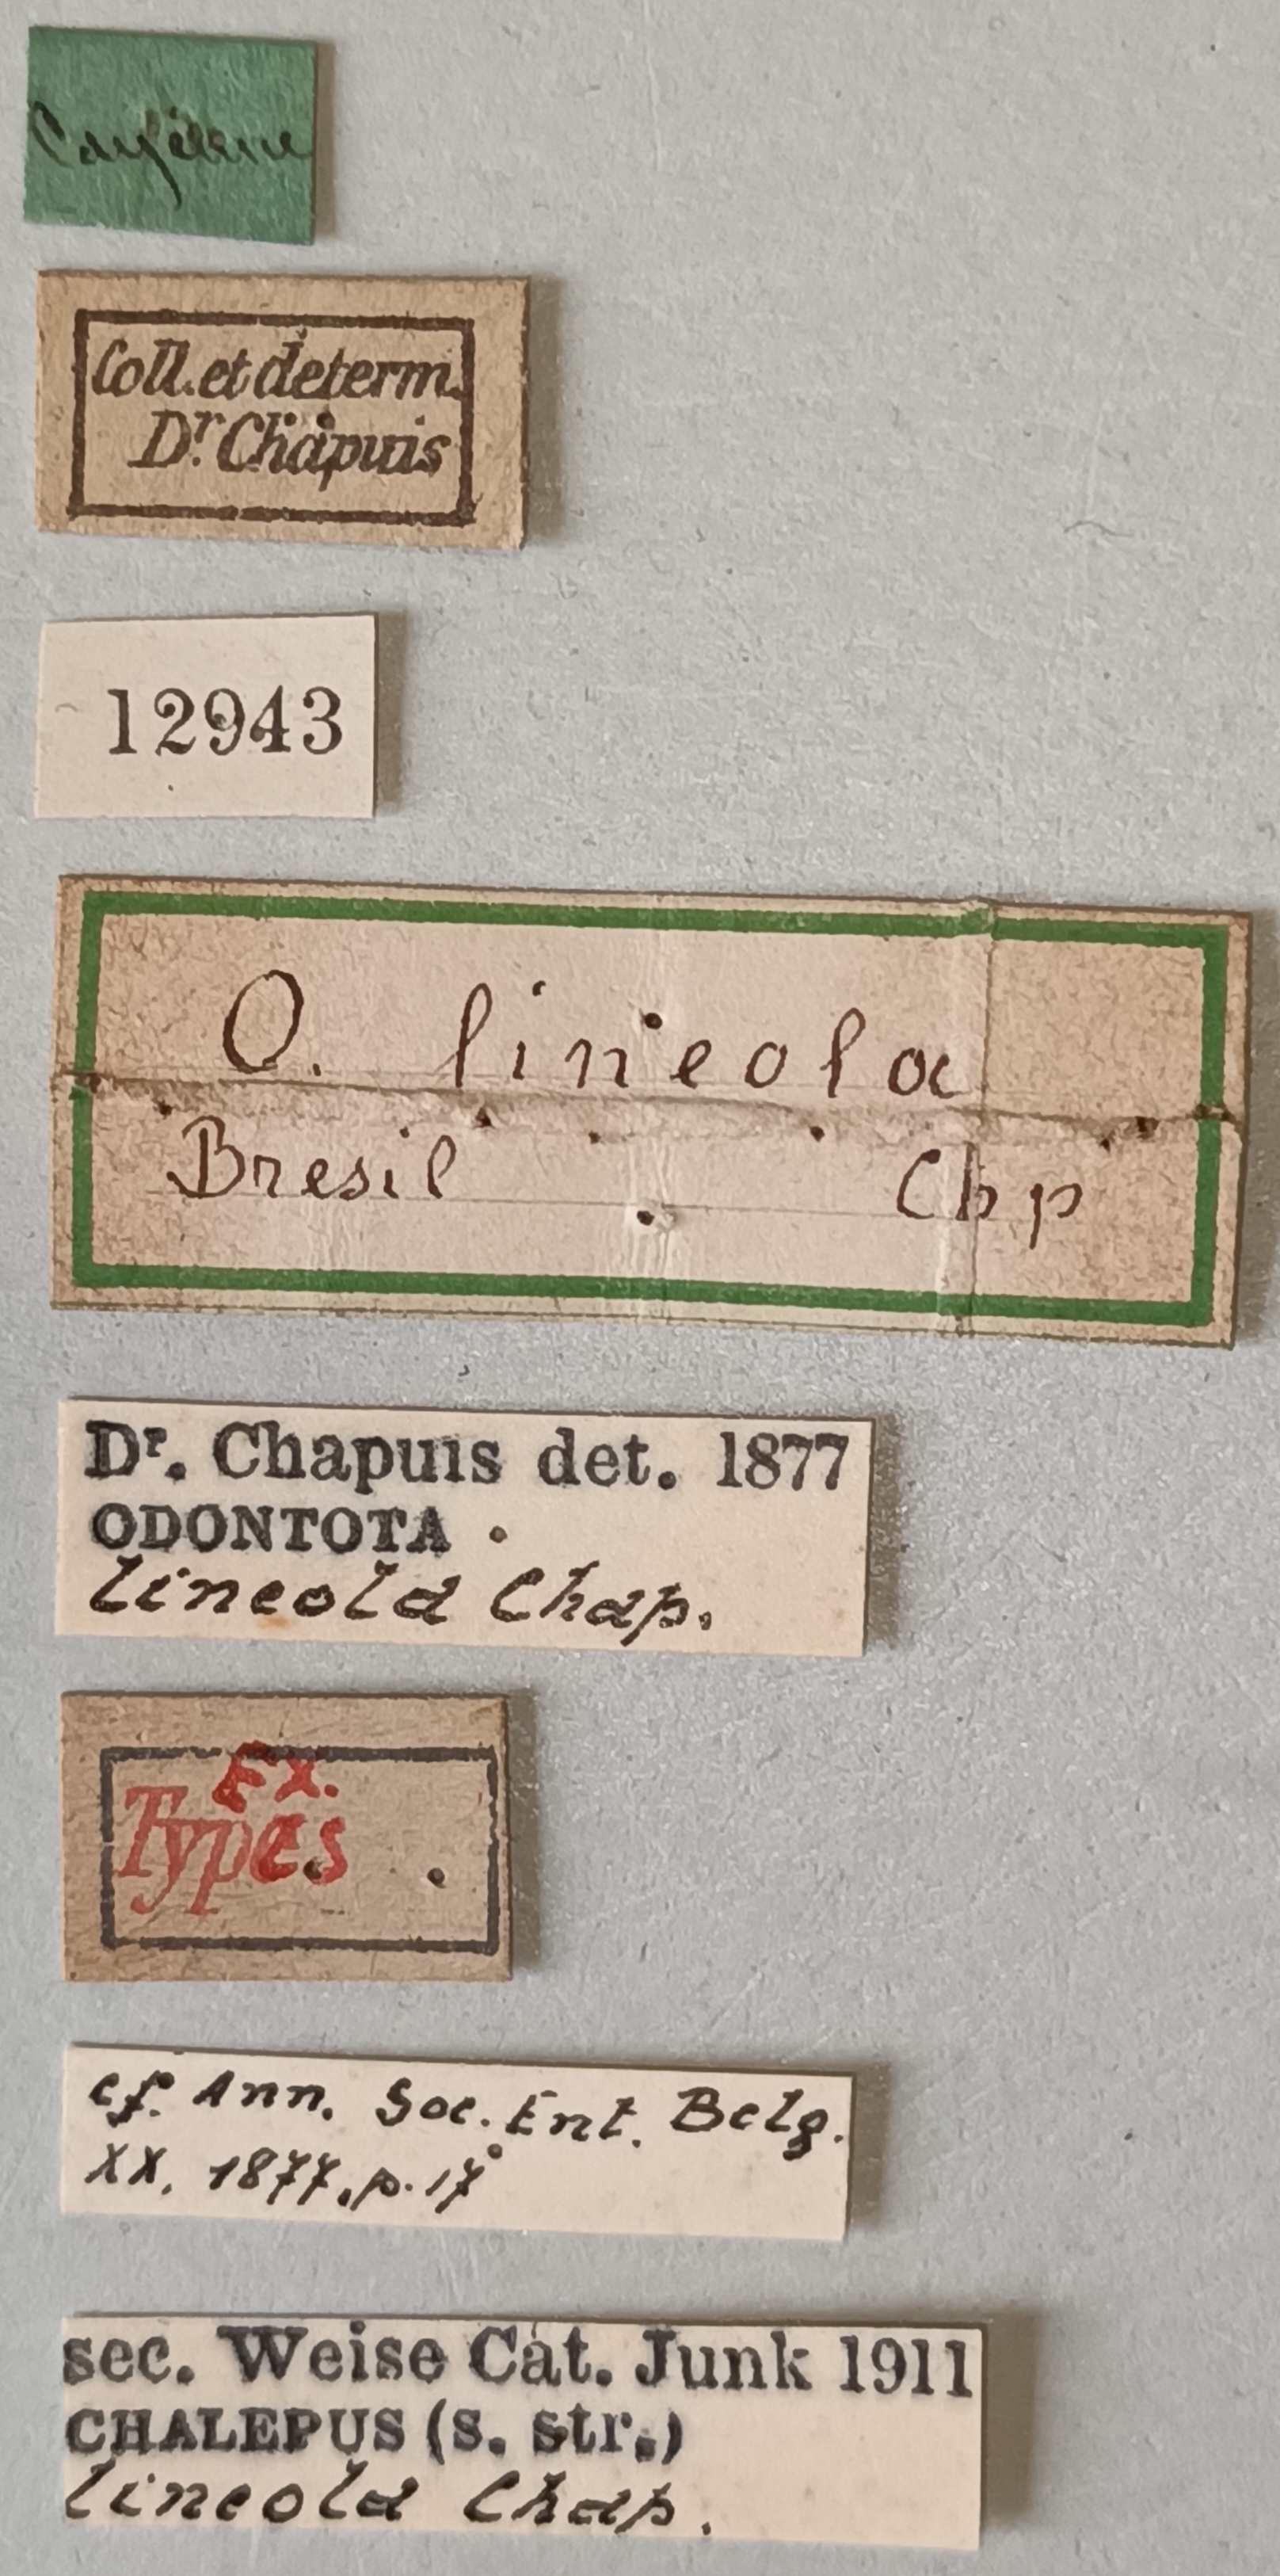 Coll. et determ.
Dr. Chapuis
12943
O. lineola
Bresil Chp
Dr. Chapuis det. 1877
ODONTOTA
lineola Chap.
Ex.
Types
cf. Ann. Soc. Ent. Belg.
XX. 1877, p. 17
sec. Weise Cat. Junk 1911
CHALEPUS (s. str.)
lineola Chap.